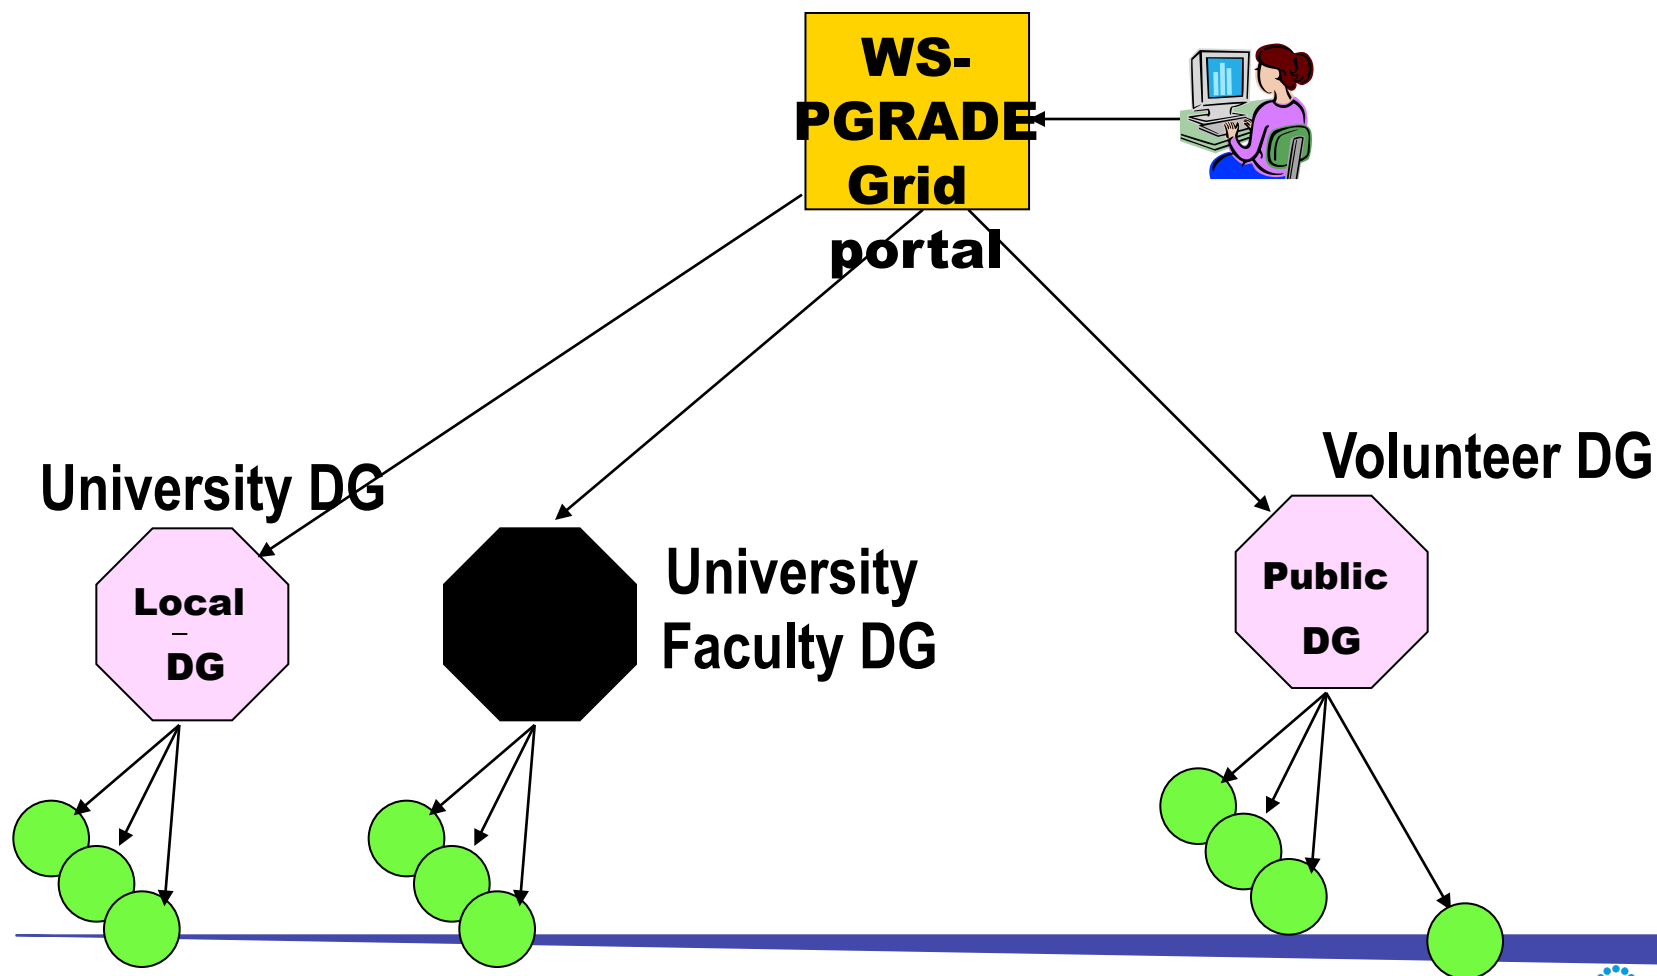 WS-
PGRADE
Grid
portal
University DG
Volunteer DG
Local
–
DG
University
Faculty DG
Public
DG